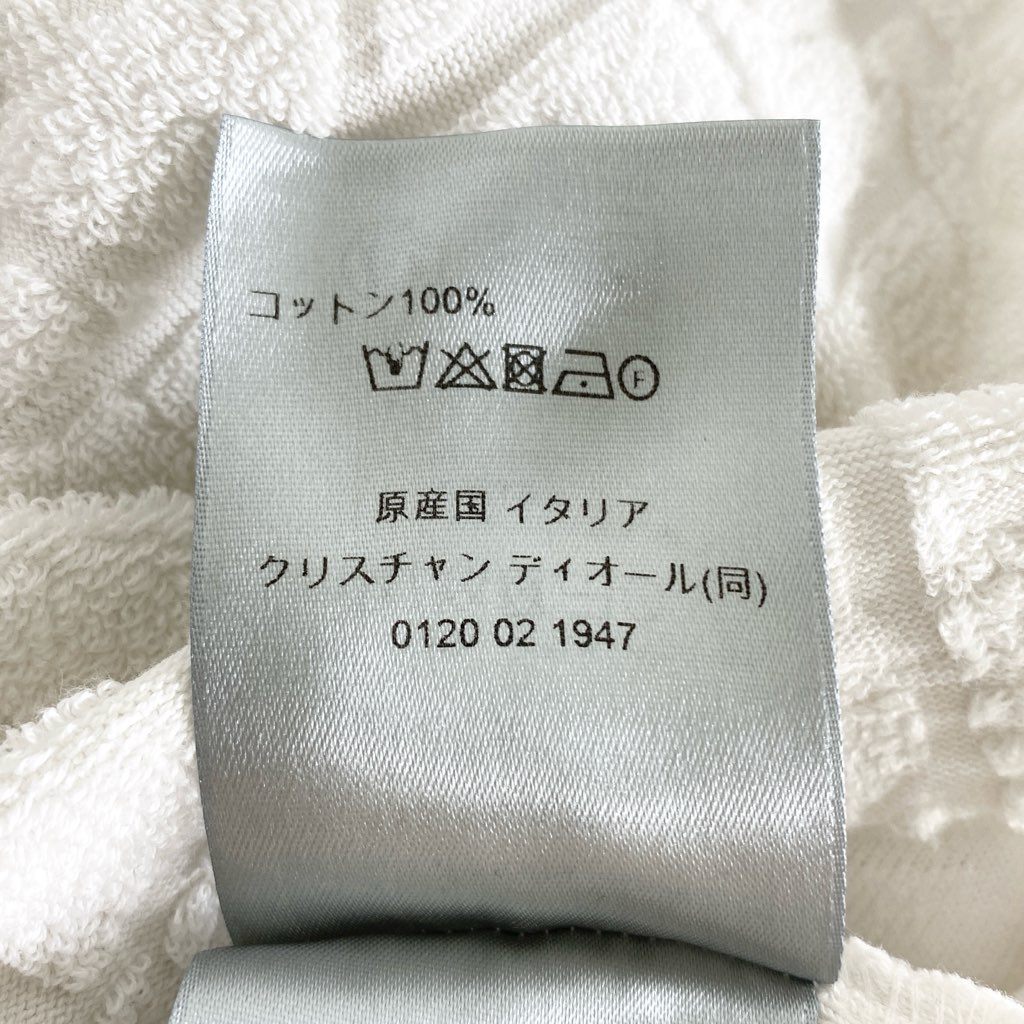 コットン100%
F
原産国 イタリア
クリスチャン ディオール(同)
0120 02 1947